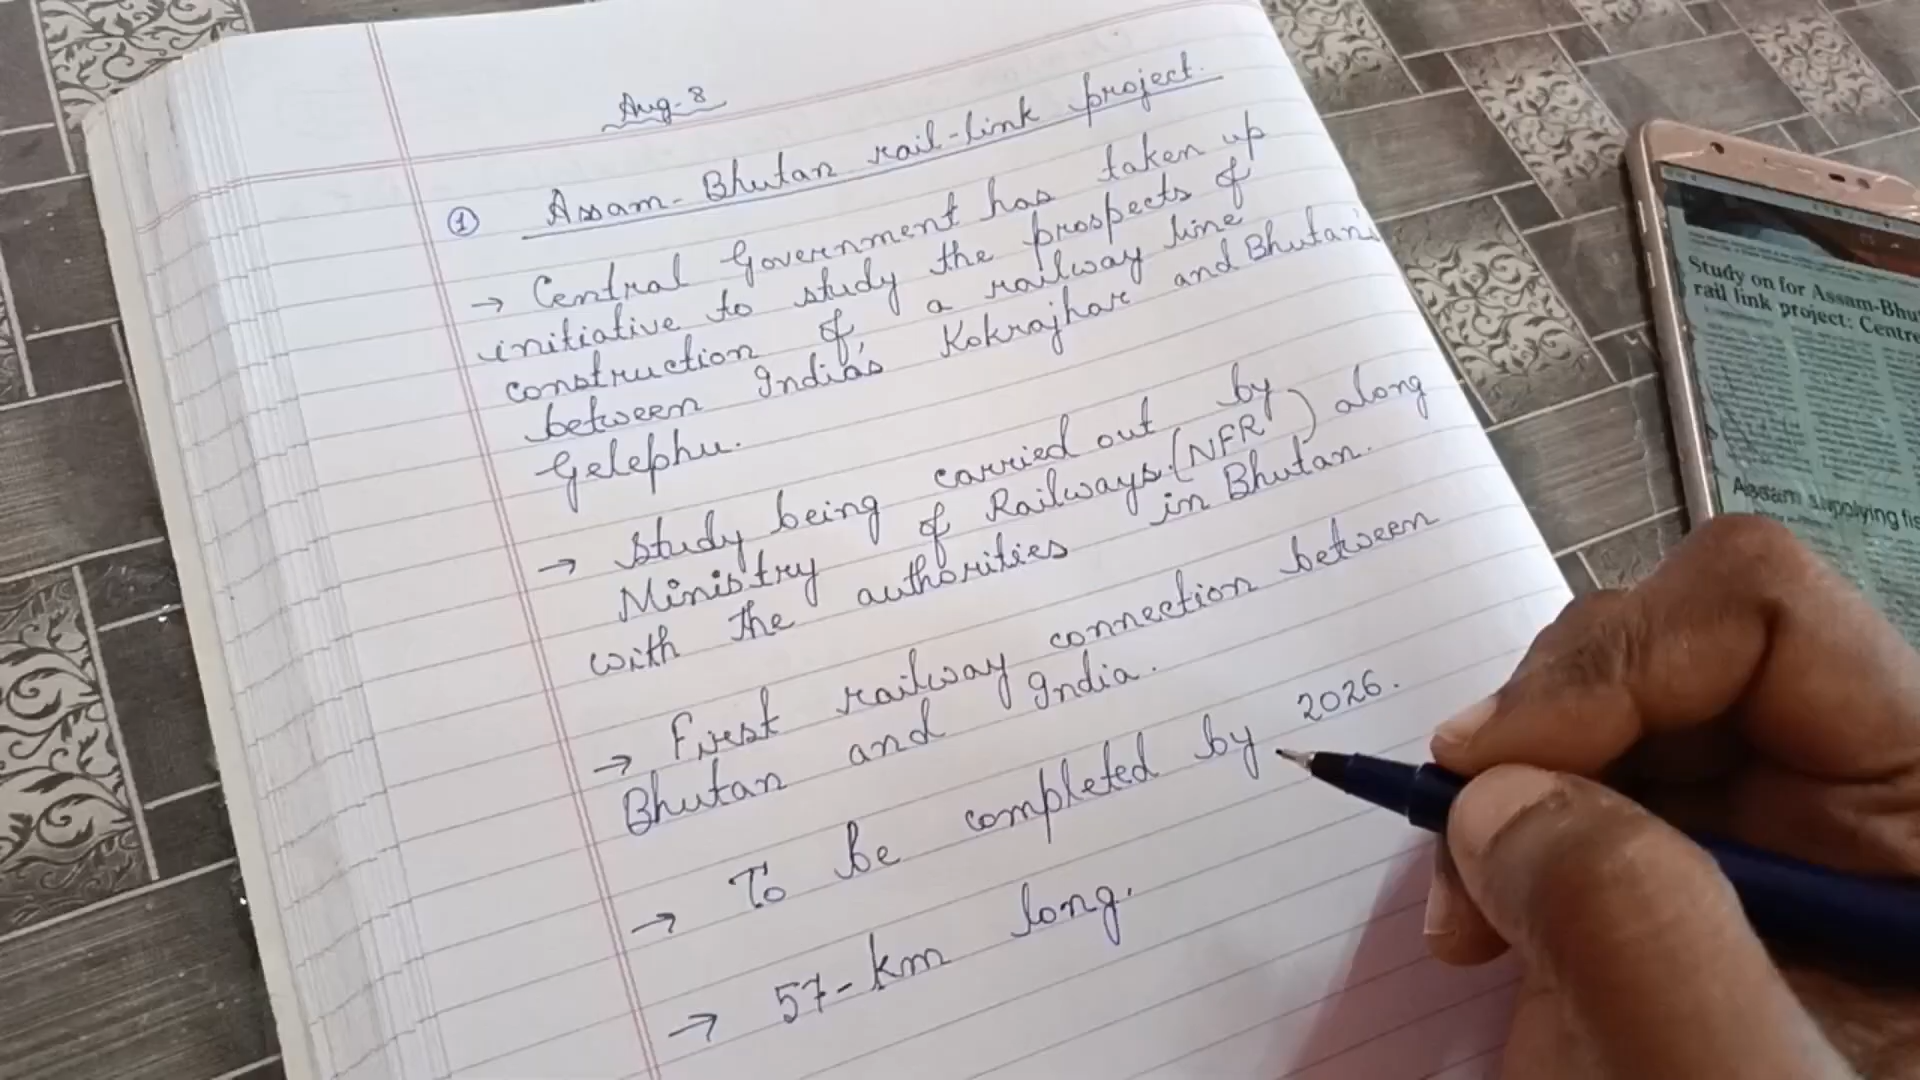 Aug-8
① Assam-Bhutan rail-link project.
→ Central Government has taken up
initiative to study the prospects of
construction of a railway line
between India's Kokrajhar and Bhutan's
Gelephu.
→ Study being carried out by
Ministry of Railways.(NFR) along
with the authorities in Bhutan.
→ First railway connection between
Bhutan and India.
→ To be completed by 2026.
→ 57-km long.
Study on for Assam-Bhu
rail link project: Centre
Assam supplying fis